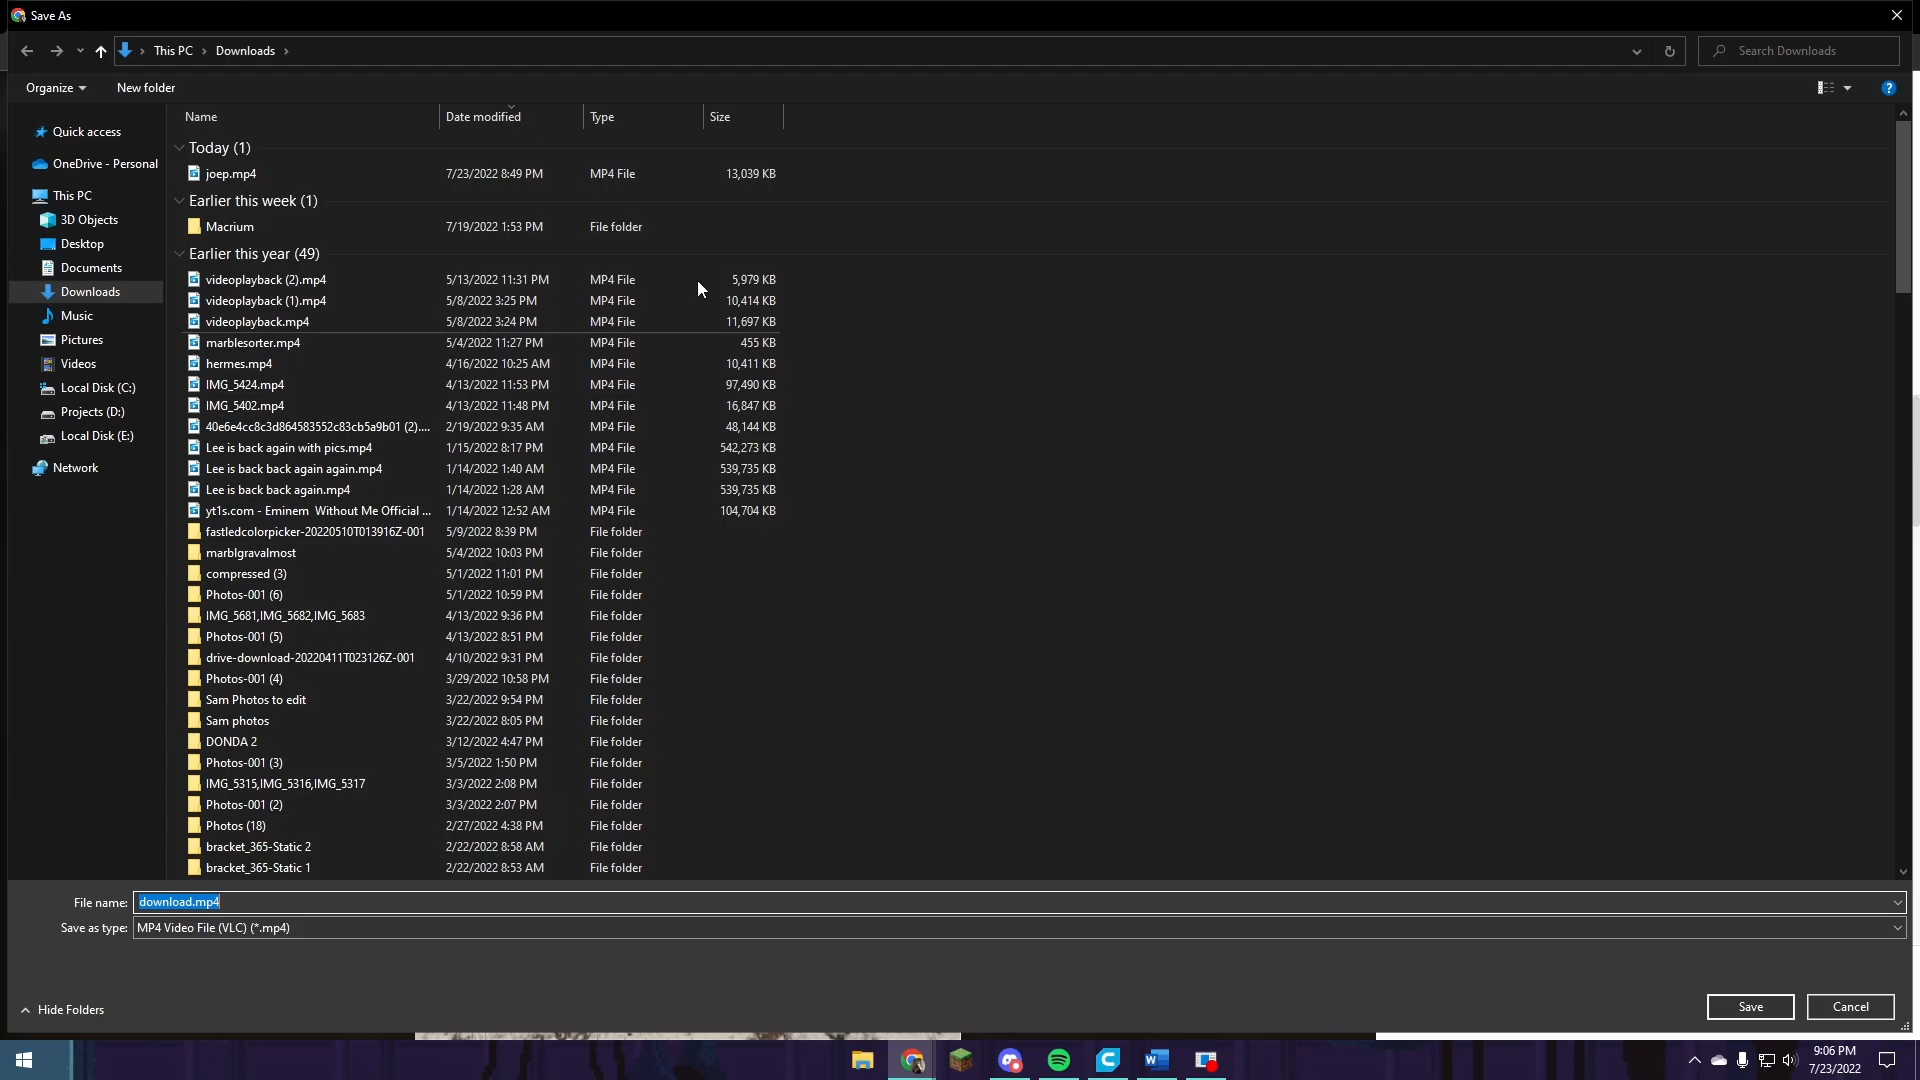 Save As
This PC > Downloads >
Search Downloads
Organize
New folder
?
Name Date modified Type Size
Quick access
OneDrive - Personal
This PC
3D Objects
Desktop
Documents
Downloads
Music
Pictures
Videos
Local Disk (C:)
Projects (D:)
Local Disk (E:)
Network
Today (1)
joep.mp4 7/23/2022 8:49 PM MP4 File 13,039 KB
Earlier this week (1)
Macrium 7/19/2022 1:53 PM File folder
Earlier this year (49)
videoplayback (2).mp4 5/13/2022 11:31 PM MP4 File 5,979 KB
videoplayback (1).mp4 5/8/2022 3:25 PM MP4 File 10,414 KB
videoplayback.mp4 5/8/2022 3:24 PM MP4 File 11,697 KB
marblesorter.mp4 5/4/2022 11:27 PM MP4 File 455 KB
hermes.mp4 4/16/2022 10:25 AM MP4 File 10,411 KB
IMG_5424.mp4 4/13/2022 11:53 PM MP4 File 97,490 KB
IMG_5402.mp4 4/13/2022 11:48 PM MP4 File 16,847 KB
40e6e4cc8c3d864583552c83cb5a9b01 (2).... 2/19/2022 9:35 AM MP4 File 48,144 KB
Lee is back again with pics.mp4 1/15/2022 8:17 PM MP4 File 542,273 KB
Lee is back back again again.mp4 1/14/2022 1:40 AM MP4 File 539,735 KB
Lee is back back again.mp4 1/14/2022 1:28 AM MP4 File 539,735 KB
yt1s.com - Eminem  Without Me Official ... 1/14/2022 12:52 AM MP4 File 104,704 KB
fastledcolorpicker-20220510T013916Z-001 5/9/2022 8:39 PM File folder
marblgravalmost 5/4/2022 10:03 PM File folder
compressed (3) 5/1/2022 11:01 PM File folder
Photos-001 (6) 5/1/2022 10:59 PM File folder
IMG_5681,IMG_5682,IMG_5683 4/13/2022 9:36 PM File folder
Photos-001 (5) 4/13/2022 8:51 PM File folder
drive-download-20220411T023126Z-001 4/10/2022 9:31 PM File folder
Photos-001 (4) 3/29/2022 10:58 PM File folder
Sam Photos to edit 3/22/2022 9:54 PM File folder
Sam photos 3/22/2022 8:05 PM File folder
DONDA 2 3/12/2022 4:47 PM File folder
Photos-001 (3) 3/5/2022 1:50 PM File folder
IMG_5315,IMG_5316,IMG_5317 3/3/2022 2:08 PM File folder
Photos-001 (2) 3/3/2022 2:07 PM File folder
Photos (18) 2/27/2022 4:38 PM File folder
bracket_365-Static 2 2/22/2022 8:58 AM File folder
bracket_365-Static 1 2/22/2022 8:53 AM File folder
File name: download.mp4
Save as type: MP4 Video File (VLC) (*.mp4)
Hide Folders
Save
Cancel
9:06 PM
7/23/2022